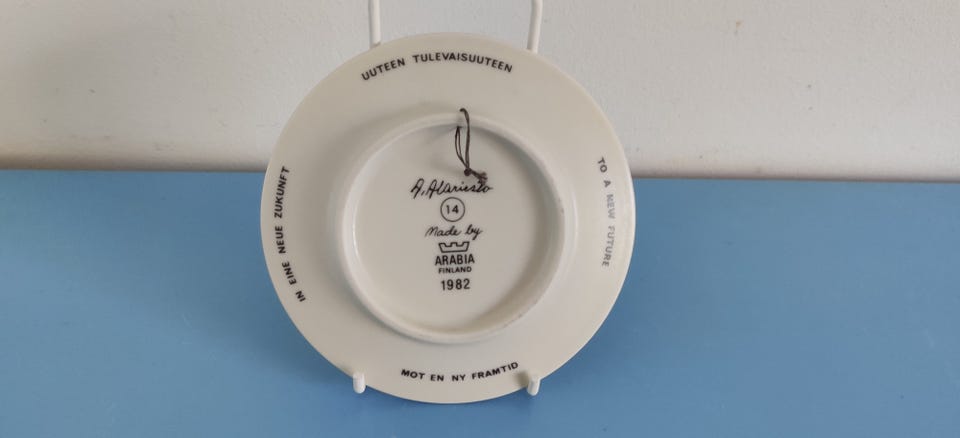 UUTEEN TULEVAISUUTEEN
TO A NEW FUTURE
MOT EN NY FRAMTID
IN EINE NEUE ZUKUNFT
A. Alariesto
14
Made by
ARABIA
FINLAND
1982